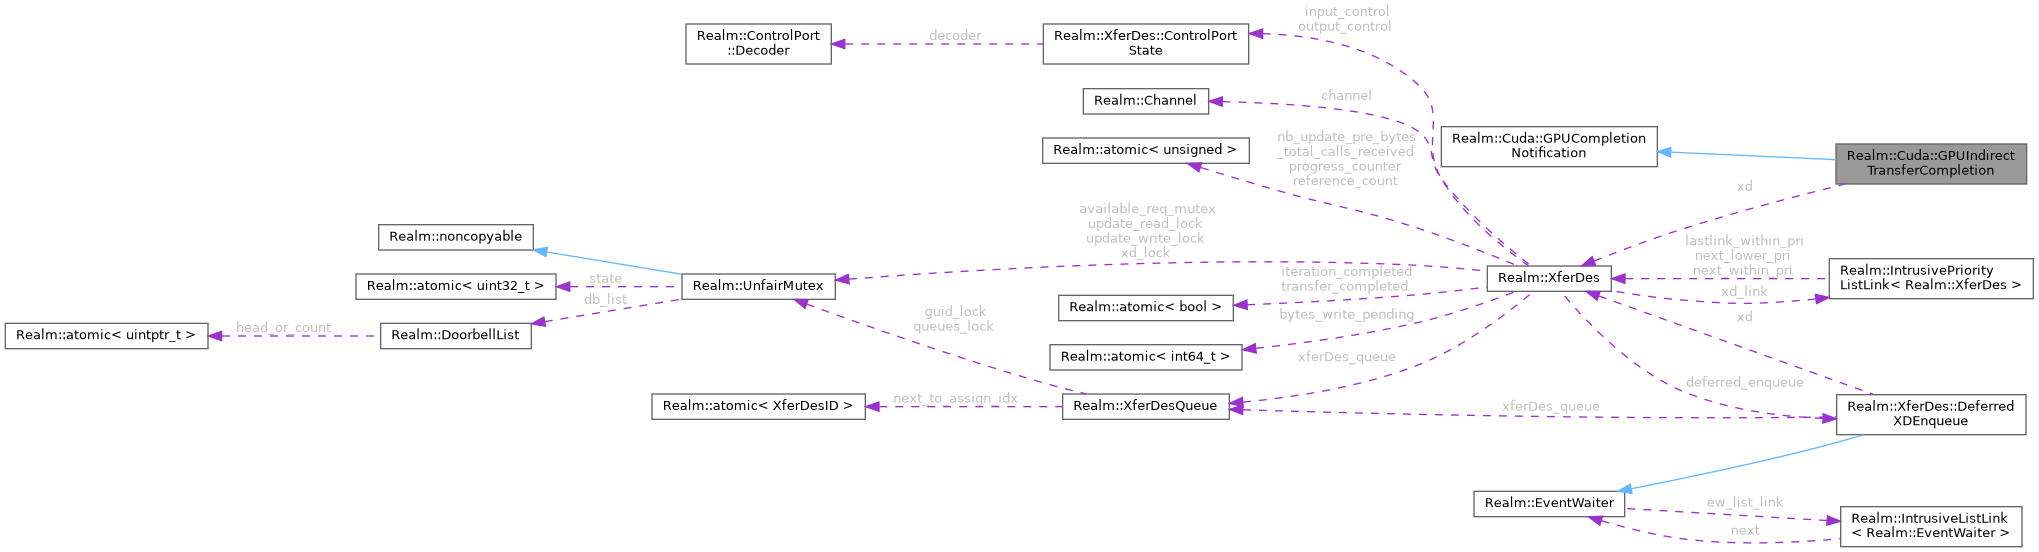 input_control
output_control
Realm::ControlPort
::Decoder
decoder
Realm::XferDes::ControlPort
State
Realm::Channel
channel
Realm::atomic< unsigned >
nb_update_pre_bytes
_total_calls_received
progress_counter
reference_count
Realm::Cuda::GPUCompletion
Notification
Realm::Cuda::GPUIndirect
TransferCompletion
xd
Realm::noncopyable
available_req_mutex
update_read_lock
update_write_lock
xd_lock
lastlink_within_pri
next_lower_pri
next_within_pri
Realm::atomic< uint32_t >
state
Realm::UnfairMutex
iteration_completed
transfer_completed
Realm::XferDes
Realm::IntrusivePriority
ListLink< Realm::XferDes >
xd_link
db_list
Realm::atomic< bool >
bytes_write_pending
xd
Realm::atomic< uintptr_t >
head_or_count
Realm::DoorbellList
guid_lock
queues_lock
Realm::atomic< int64_t >
xferDes_queue
deferred_enqueue
Realm::atomic< XferDesID >
next_to_assign_idx
Realm::XferDesQueue
xferDes_queue
Realm::XferDes::Deferred
XDEnqueue
Realm::EventWaiter
ew_list_link
next
Realm::IntrusiveListLink
< Realm::EventWaiter >